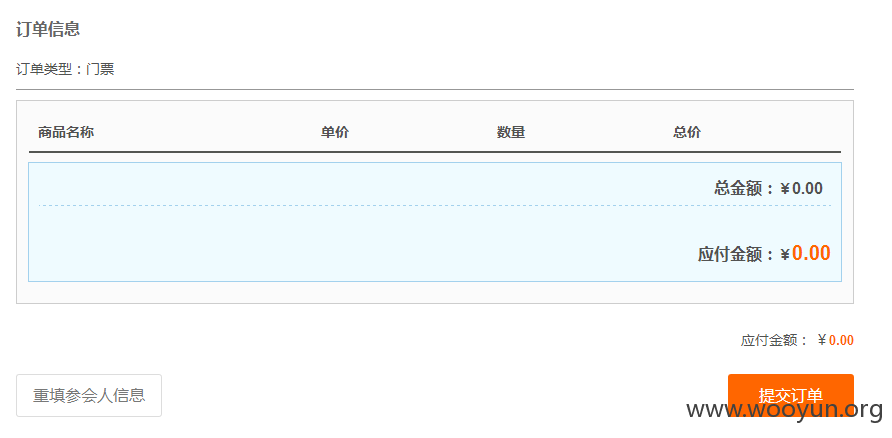 订单信息
订单类型：门票
商品名称 单价 数量 总价
总金额：¥0.00
应付金额：¥0.00
应付金额： ¥0.00
重填参会人信息 提交订单
www.wooyun.org